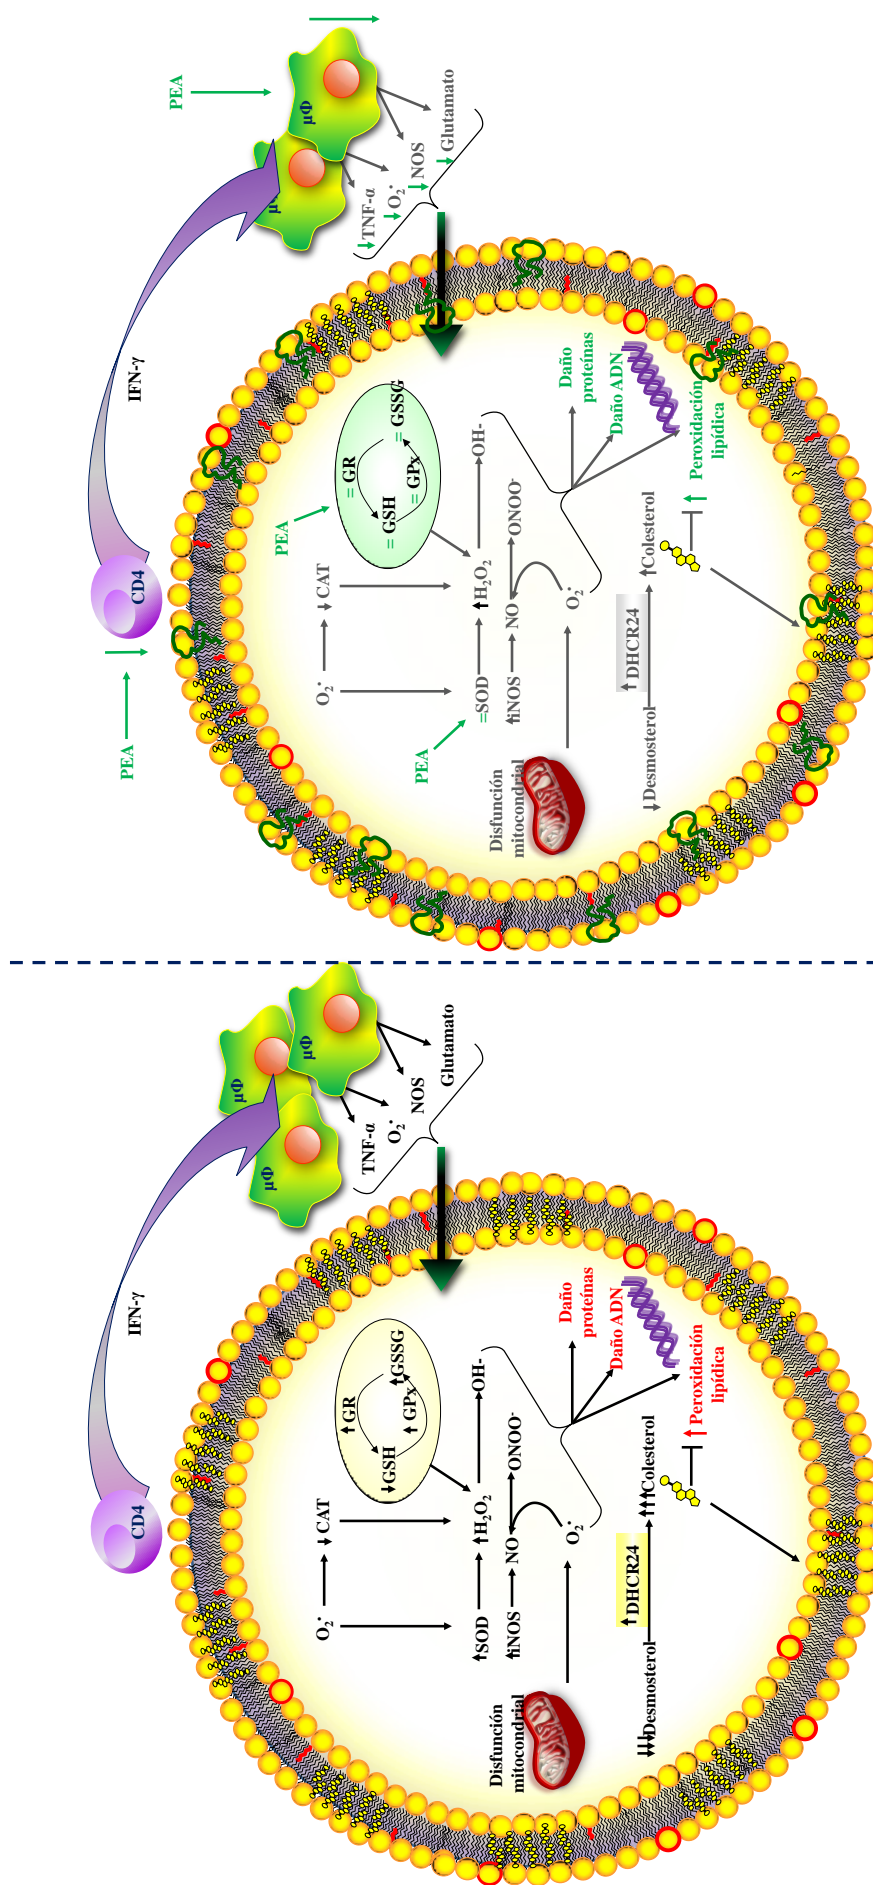 CD4
IFN-γ
μΦ
μΦ
μΦ
TNF-α
O₂˙
NOS
Glutamato
O₂˙
↓CAT
↑GR
↓GSH
↑GPx
↑GSSG
↑SOD
↑H₂O₂
OH-
↑iNOS
NO
ONOO⁻
Disfunción
mitocondrial
O₂˙
Daño
proteínas
Daño ADN
↑DHCR24
↓↓↓Desmosterol
↑↑↑Colesterol
↑Peroxidación
lipídica
PEA
CD4
IFN-γ
PEA
μΦ
↓TNF-α
↓O₂˙
↓NOS
↓Glutamato
O₂˙
↓CAT
PEA
=GR
=GSH
=GPx
=GSSG
PEA
=SOD
↑H₂O₂
OH-
↑iNOS
NO
ONOO⁻
Disfunción
mitocondrial
O₂˙
Daño
proteínas
Daño ADN
↑DHCR24
↓Desmosterol
↑Colesterol
↑Peroxidación
lipídica